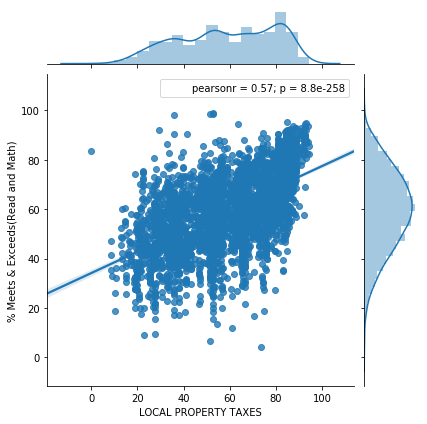 pearsonr = 0.57; p = 8.8e-258
100
80
60
40
20
0
% Meets & Exceeds(Read and Math)
0 20 40 60 80 100
LOCAL PROPERTY TAXES